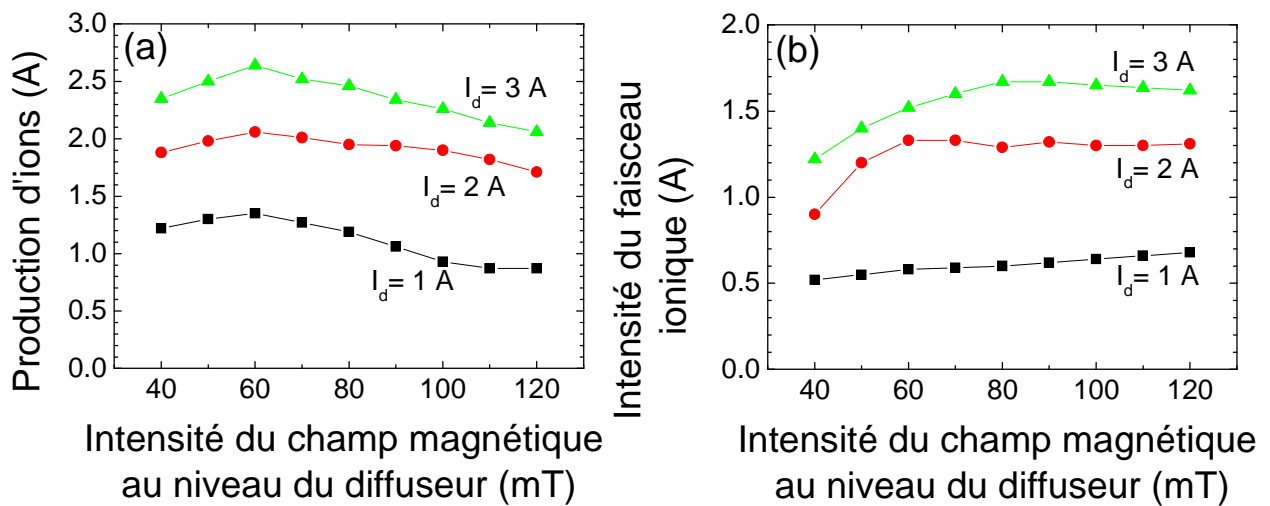 (a)
Production d'ions (A)
3.0
2.5
2.0
1.5
1.0
0.5
0.0
I_d= 3 A
I_d= 2 A
I_d= 1 A
40 60 80 100 120
Intensité du champ magnétique
au niveau du diffuseur (mT)
(b)
Intensité du faisceau
ionique (A)
2.0
1.5
1.0
0.5
0.0
I_d= 3 A
I_d= 2 A
I_d= 1 A
40 60 80 100 120
Intensité du champ magnétique
au niveau du diffuseur (mT)